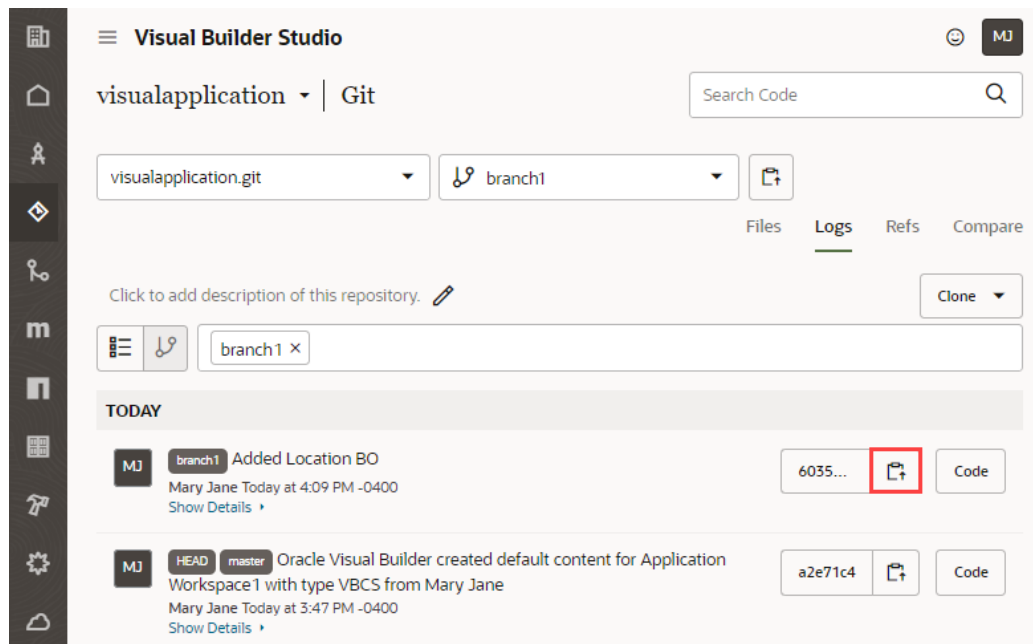 Visual Builder Studio
MJ
visualapplication
Git
Search Code
visualapplication.git
branch1
Files
Logs
Refs
Compare
Click to add description of this repository.
Clone
branch1 ×
TODAY
MJ
branch1 Added Location BO
6035...
Code
Mary Jane Today at 4:09 PM -0400
Show Details
MJ
HEAD master Oracle Visual Builder created default content for Application
Workspace1 with type VBCS from Mary Jane
a2e71c4
Code
Mary Jane Today at 3:47 PM -0400
Show Details
m